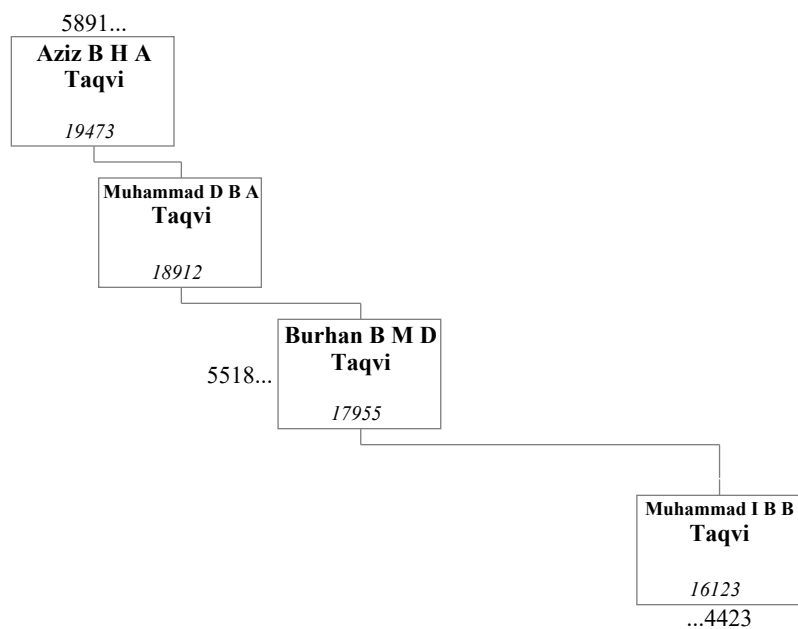 5891...
Aziz B H A
Taqvi
19473
Muhammad D B A
Taqvi
18912
Burhan B M D
Taqvi
5518...
17955
Muhammad I B B
Taqvi
16123
...4423